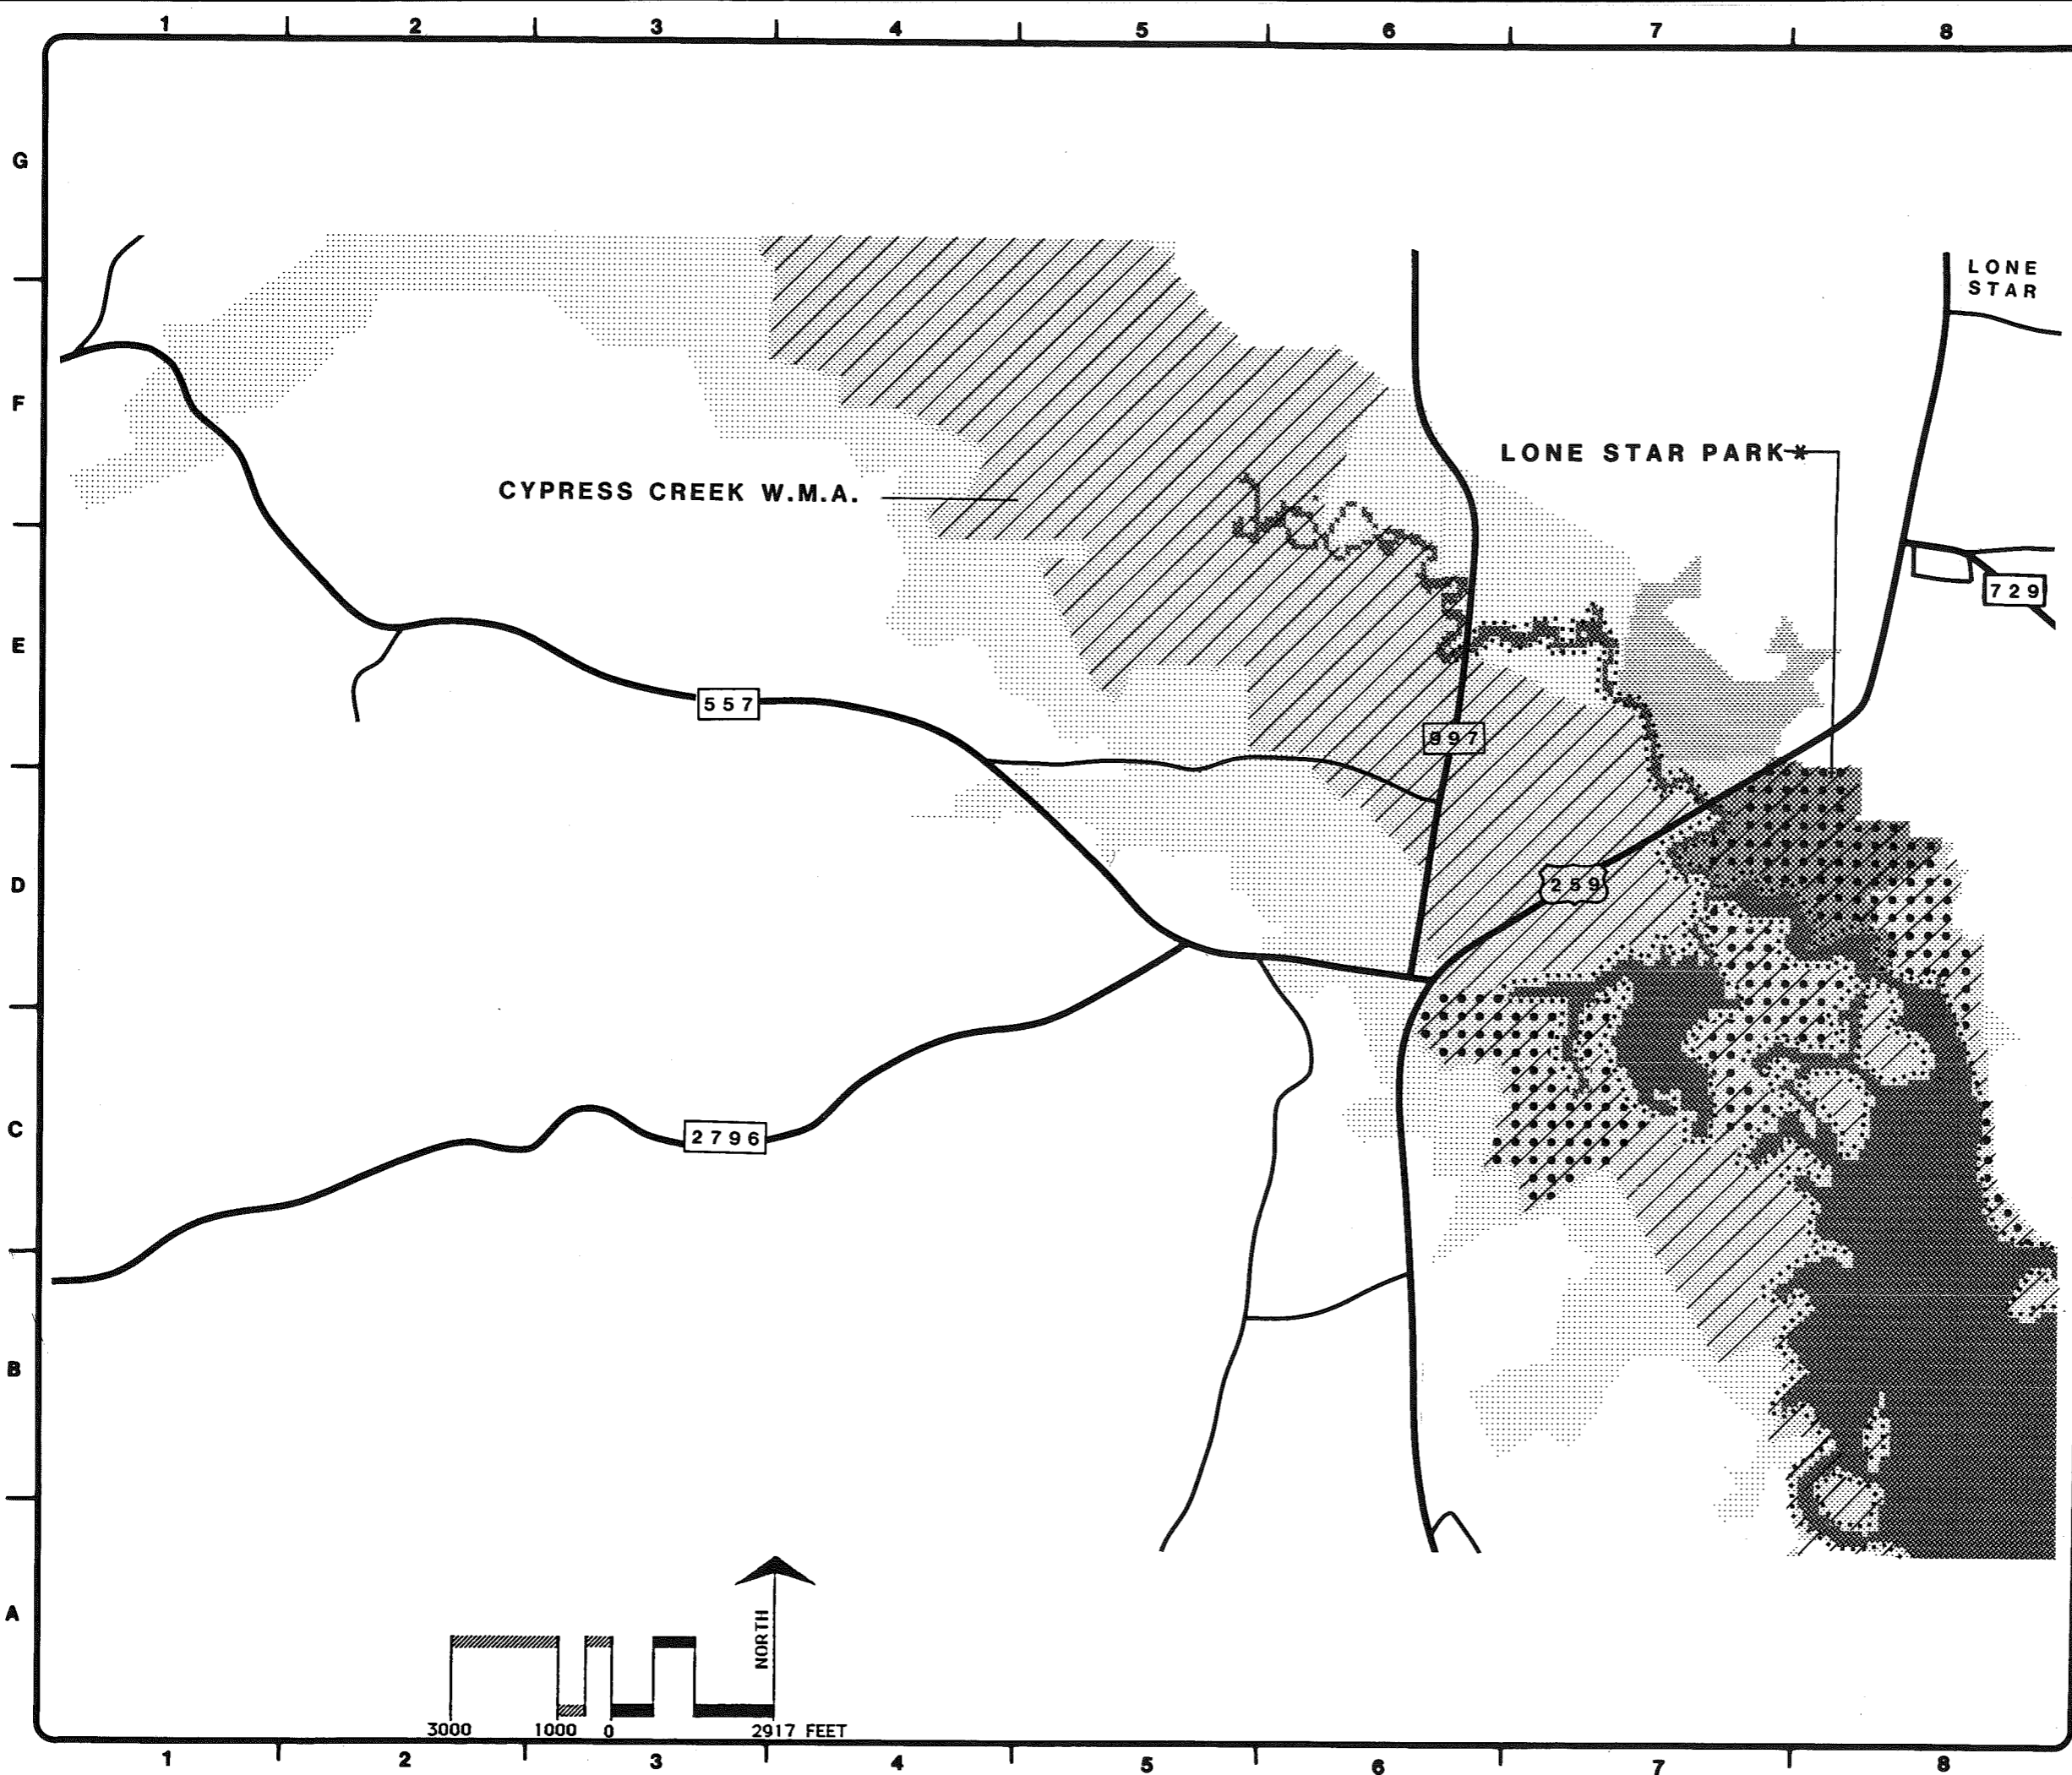 1 2 3 4 5 6 7 8
G
LONE
STAR
F
LONE STAR PARK*
CYPRESS CREEK W.M.A.
729
E
557
997
D
259
C
2796
B
A
NORTH
3000 1000 0 2917 FEET
1 2 3 4 5 6 7 8